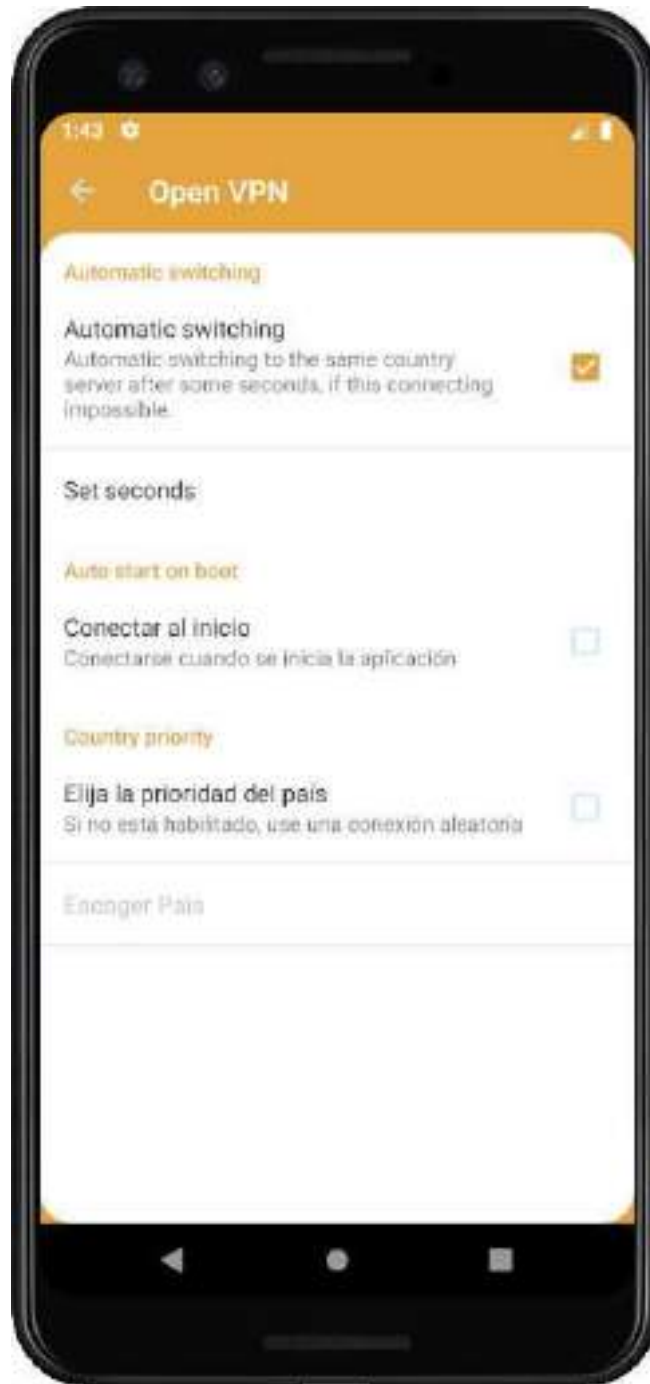 1:43
Open VPN
Automatic switching
Automatic switching
Automatic switching to the same country
server after some seconds, if this connecting
impossible.
Set seconds
Auto start on boot
Conectar al inicio
Conectarse cuando se inicia la aplicación
Country priority
Elija la prioridad del país
Si no está habilitado, use una conexión aleatoria
Escoger País